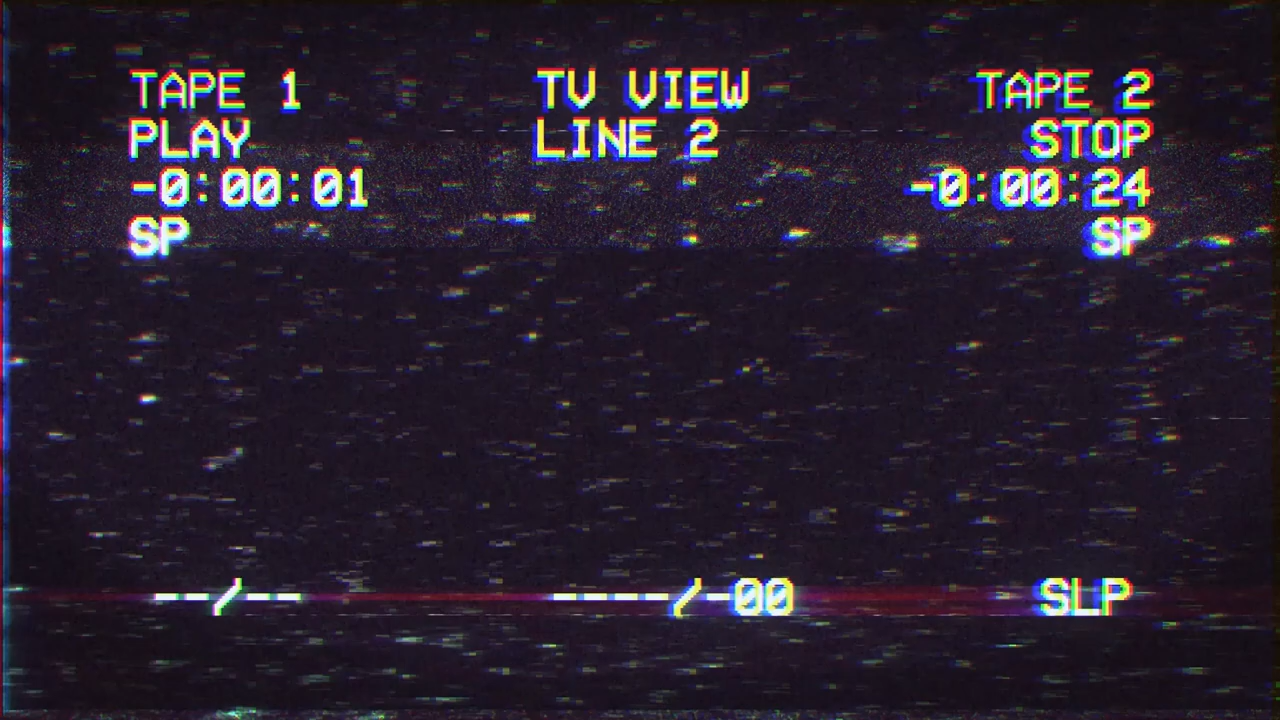 TAPE 1 TV VIEW TAPE 2
PLAY LINE 2 STOP
-0:00:01 -0:00:24
SP SP
--/-- ----/-00 SLP